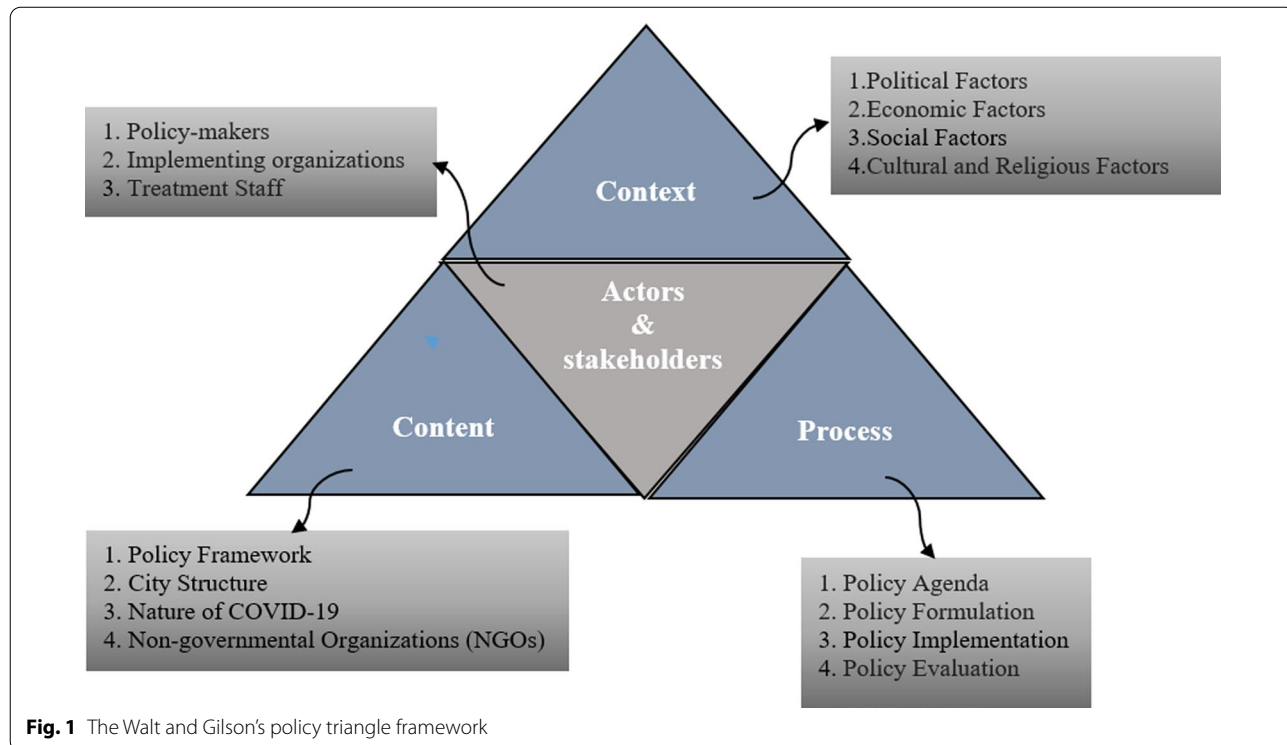 1. Policy-makers
2. Implementing organizations
3. Treatment Staff
1.Political Factors
2.Economic Factors
3.Social Factors
4.Cultural and Religious Factors
Context
Actors
&
stakeholders
Content
Process
1. Policy Framework
2. City Structure
3. Nature of COVID-19
4. Non-governmental Organizations (NGOs)
1. Policy Agenda
2. Policy Formulation
3. Policy Implementation
4. Policy Evaluation
Fig. 1 The Walt and Gilson’s policy triangle framework